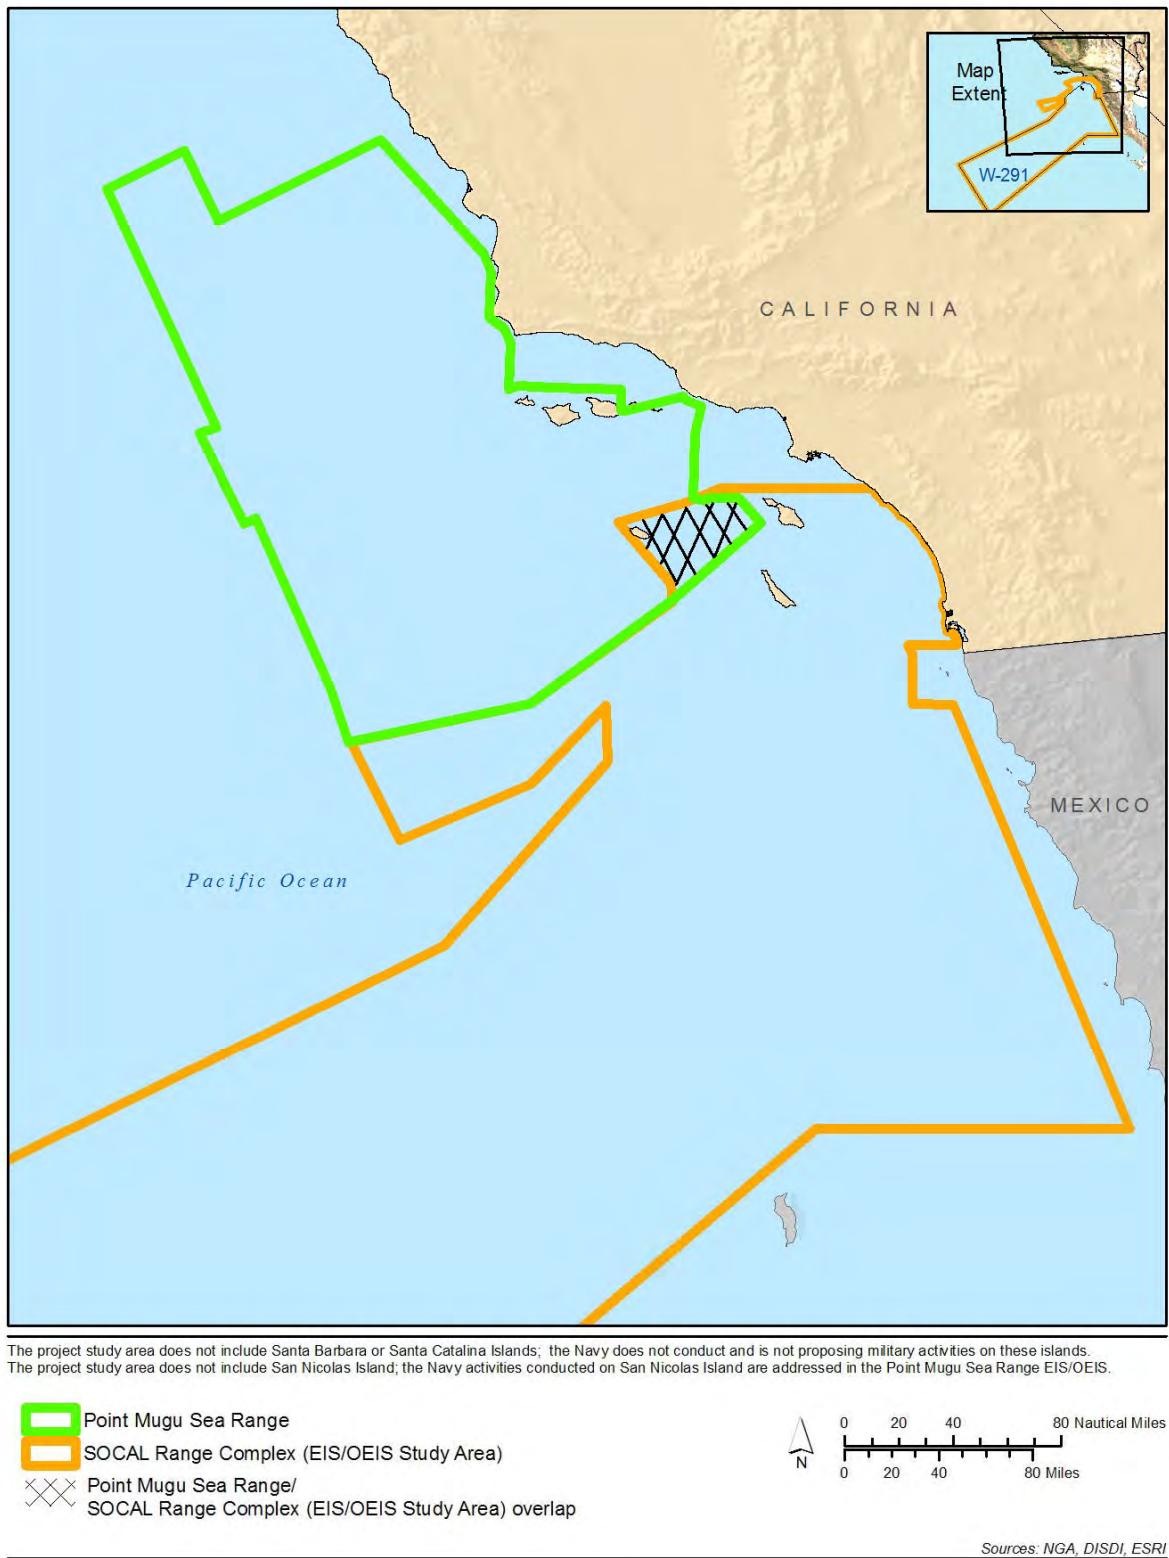 Map
Extent
W-291
CALIFORNIA
MEXICO
Pacific Ocean
The project study area does not include Santa Barbara or Santa Catalina Islands; the Navy does not conduct and is not proposing military activities on these islands.
The project study area does not include San Nicolas Island; the Navy activities conducted on San Nicolas Island are addressed in the Point Mugu Sea Range EIS/OEIS.
Point Mugu Sea Range
SOCAL Range Complex (EIS/OEIS Study Area)
Point Mugu Sea Range/
SOCAL Range Complex (EIS/OEIS Study Area) overlap
N
0 20 40 80 Nautical Miles
0 20 40 80 Miles
Sources: NGA, DISDI, ESRI